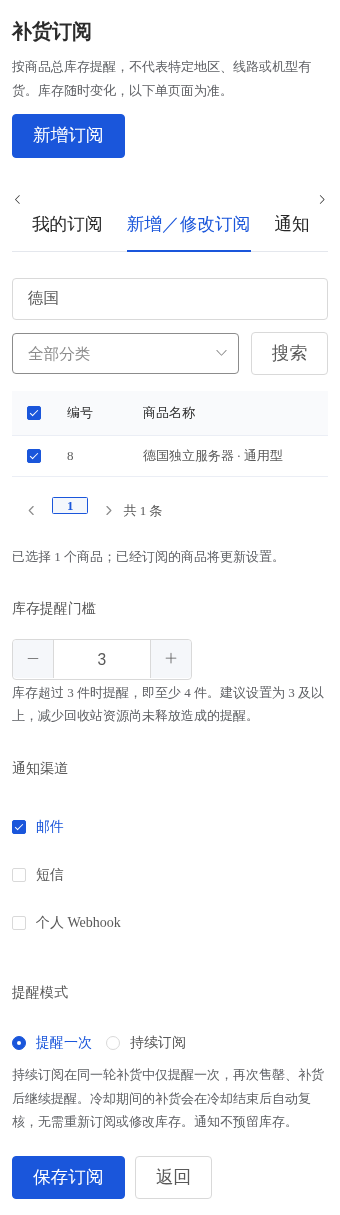 补货订阅
按商品总库存提醒，不代表特定地区、线路或机型有
货。库存随时变化，以下单页面为准。
新增订阅
我的订阅 新增／修改订阅 通知
德国
全部分类 搜索
编号 商品名称
8 德国独立服务器 · 通用型
1 共 1 条
已选择 1 个商品；已经订阅的商品将更新设置。
库存提醒门槛
3
库存超过 3 件时提醒，即至少 4 件。建议设置为 3 及以
上，减少回收站资源尚未释放造成的提醒。
通知渠道
邮件
短信
个人 Webhook
提醒模式
提醒一次 持续订阅
持续订阅在同一轮补货中仅提醒一次，再次售罄、补货
后继续提醒。冷却期间的补货会在冷却结束后自动复
核，无需重新订阅或修改库存。通知不预留库存。
保存订阅 返回